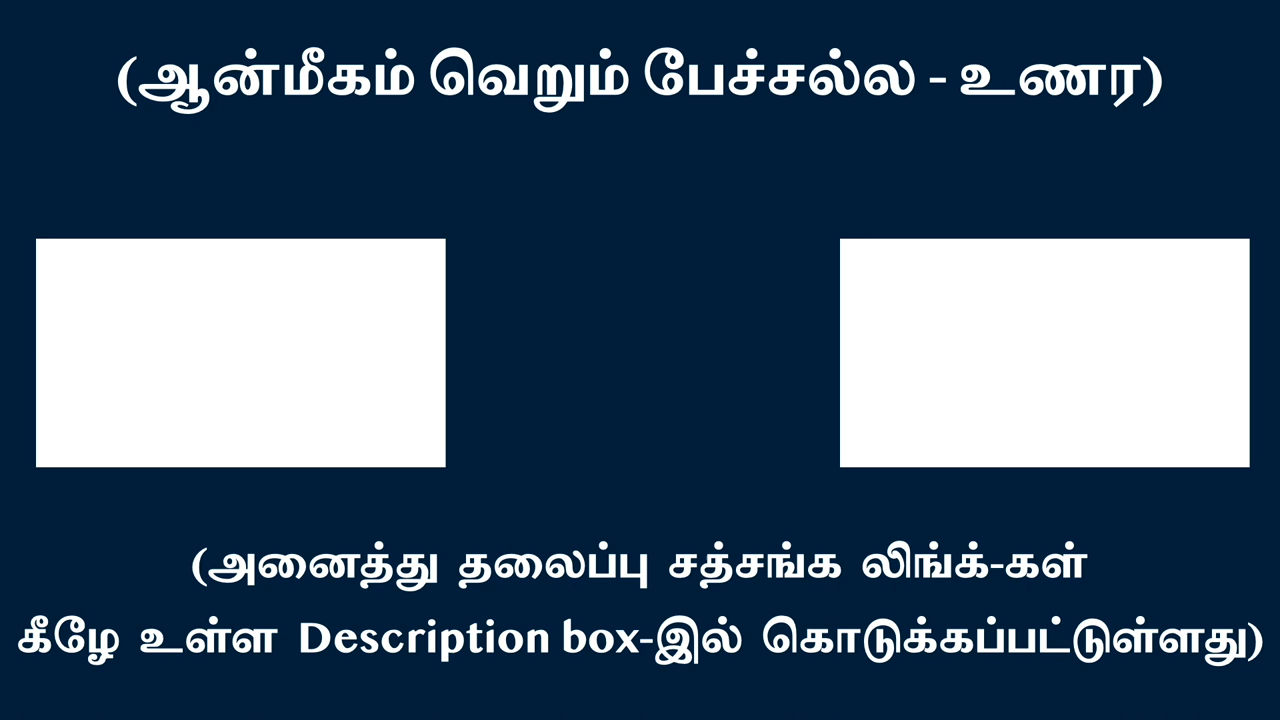 (ஆன்மீகம் வெறும் பேச்சல்ல - உணர)
(அனைத்து தலைப்பு சத்சங்க லிங்க்-கள்
கீழே உள்ள Description box-இல் கொடுக்கப்பட்டுள்ளது)